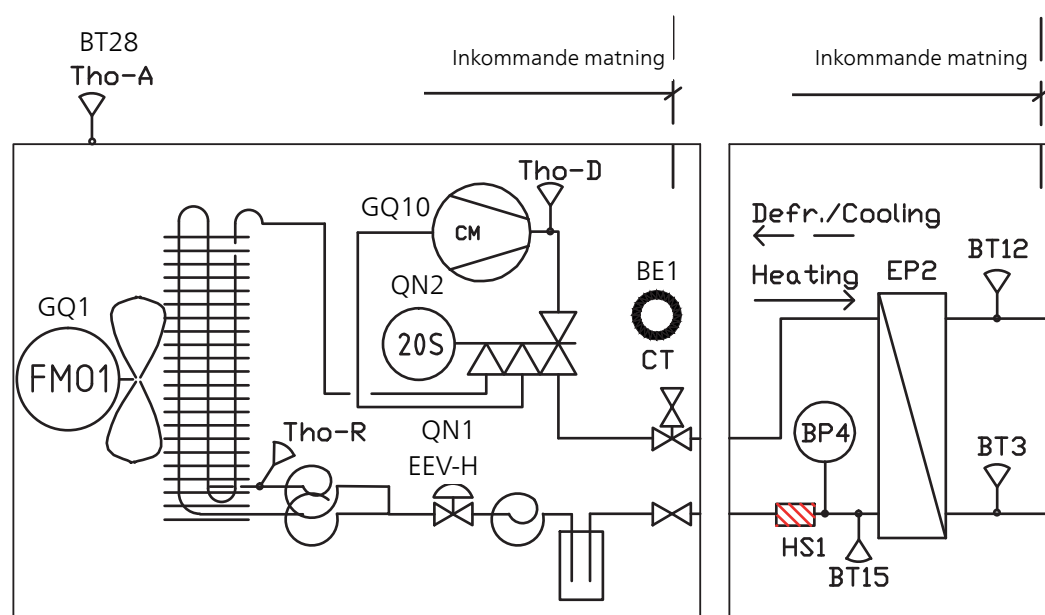 BT28
Tho-A
Inkommande matning
Inkommande matning
Tho-D
GQ10
CM
Defr./Cooling
Heating
BT12
EP2
BE1
QN2
GQ1
20S
CT
FM01
Tho-R
QN1
EEV-H
BP4
BT3
HS1
BT15